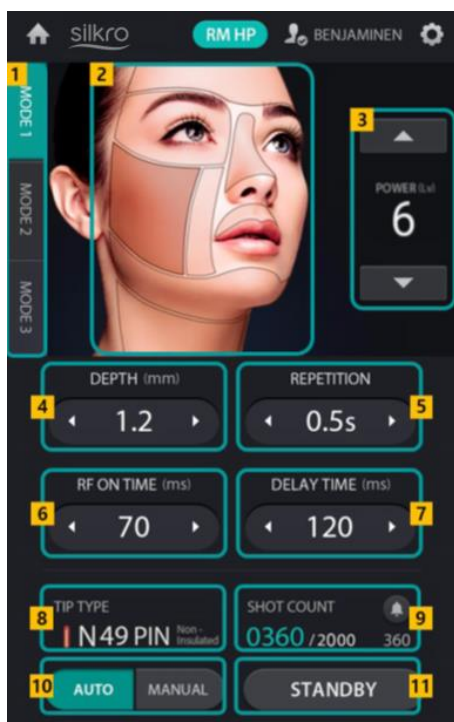 silkro RM HP BENJAMINEN
1 2
MODE 1
MODE 2
MODE 3
3
POWER (Lv)
6
DEPTH (mm) REPETITION
4 1.2 0.5s 5
RF ON TIME (ms) DELAY TIME (ms)
6 70 120 7
TIP TYPE SHOT COUNT
8 N49 PIN Non-Insulated 0360 /2000 360 9
10 AUTO MANUAL STANDBY 11